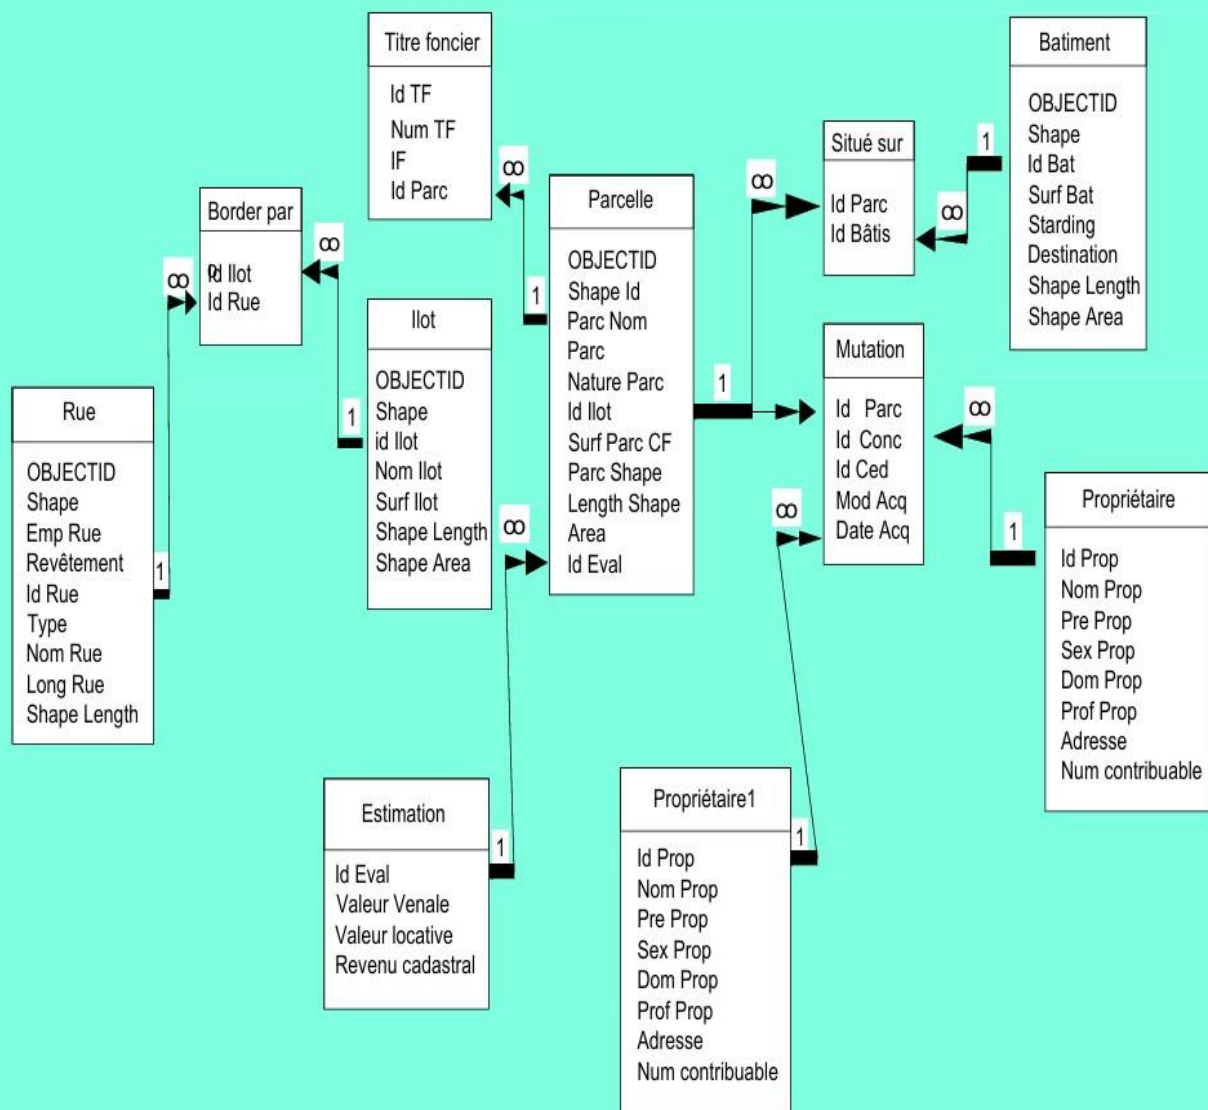 Titre foncier
Id TF
Num TF
IF
Id Parc
∞
1
Batiment
OBJECTID
Shape
Id Bat
Surf Bat
Starding
Destination
Shape Length
Shape Area
1
∞
Situé sur
Id Parc
Id Bâtis
∞
Border par
Id Ilot
Id Rue
∞
∞
Parcelle
OBJECTID
Shape Id
Parc Nom
Parc
Nature Parc
Id Ilot
Surf Parc CF
Parc Shape
Length Shape
Area
Id Eval
1
Ilot
OBJECTID
Shape
id Ilot
Nom Ilot
Surf Ilot
Shape Length
Shape Area
1
∞
Mutation
Id Parc
Id Conc
Id Ced
Mod Acq
Date Acq
∞
∞
Rue
OBJECTID
Shape
Emp Rue
Revêtement
Id Rue
Type
Nom Rue
Long Rue
Shape Length
1
Propriétaire
Id Prop
Nom Prop
Pre Prop
Sex Prop
Dom Prop
Prof Prop
Adresse
Num contribuable
1
Estimation
Id Eval
Valeur Venale
Valeur locative
Revenu cadastral
1
Propriétaire1
Id Prop
Nom Prop
Pre Prop
Sex Prop
Dom Prop
Prof Prop
Adresse
Num contribuable
1